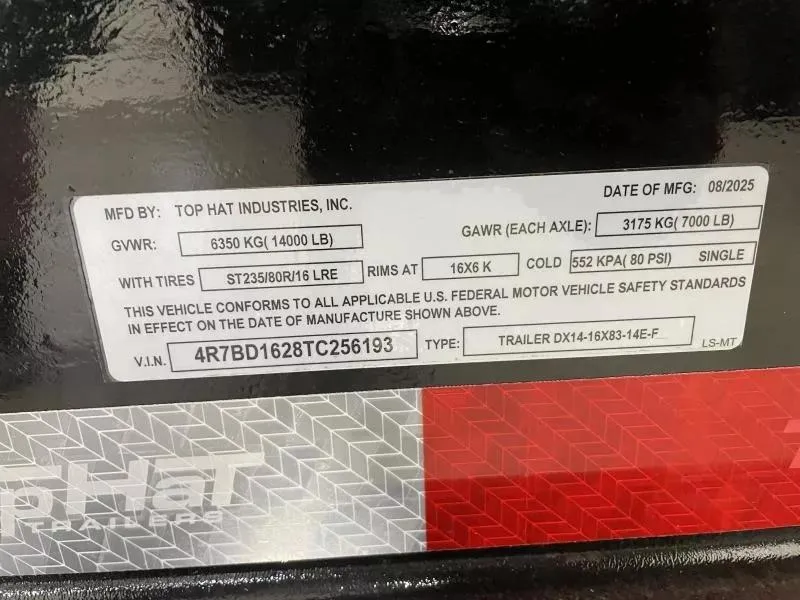 MFD BY: TOP HAT INDUSTRIES, INC. DATE OF MFG: 08/2025
GVWR: 6350 KG( 14000 LB) GAWR (EACH AXLE): 3175 KG( 7000 LB)
WITH TIRES ST235/80R/16 LRE RIMS AT 16X6 K COLD 552 KPA( 80 PSI) SINGLE
THIS VEHICLE CONFORMS TO ALL APPLICABLE U.S. FEDERAL MOTOR VEHICLE SAFETY STANDARDS
IN EFFECT ON THE DATE OF MANUFACTURE SHOWN ABOVE.
V.I.N. 4R7BD1628TC256193 TYPE: TRAILER DX14-16X83-14E-F LS-MT
opHaT
TRAILERS